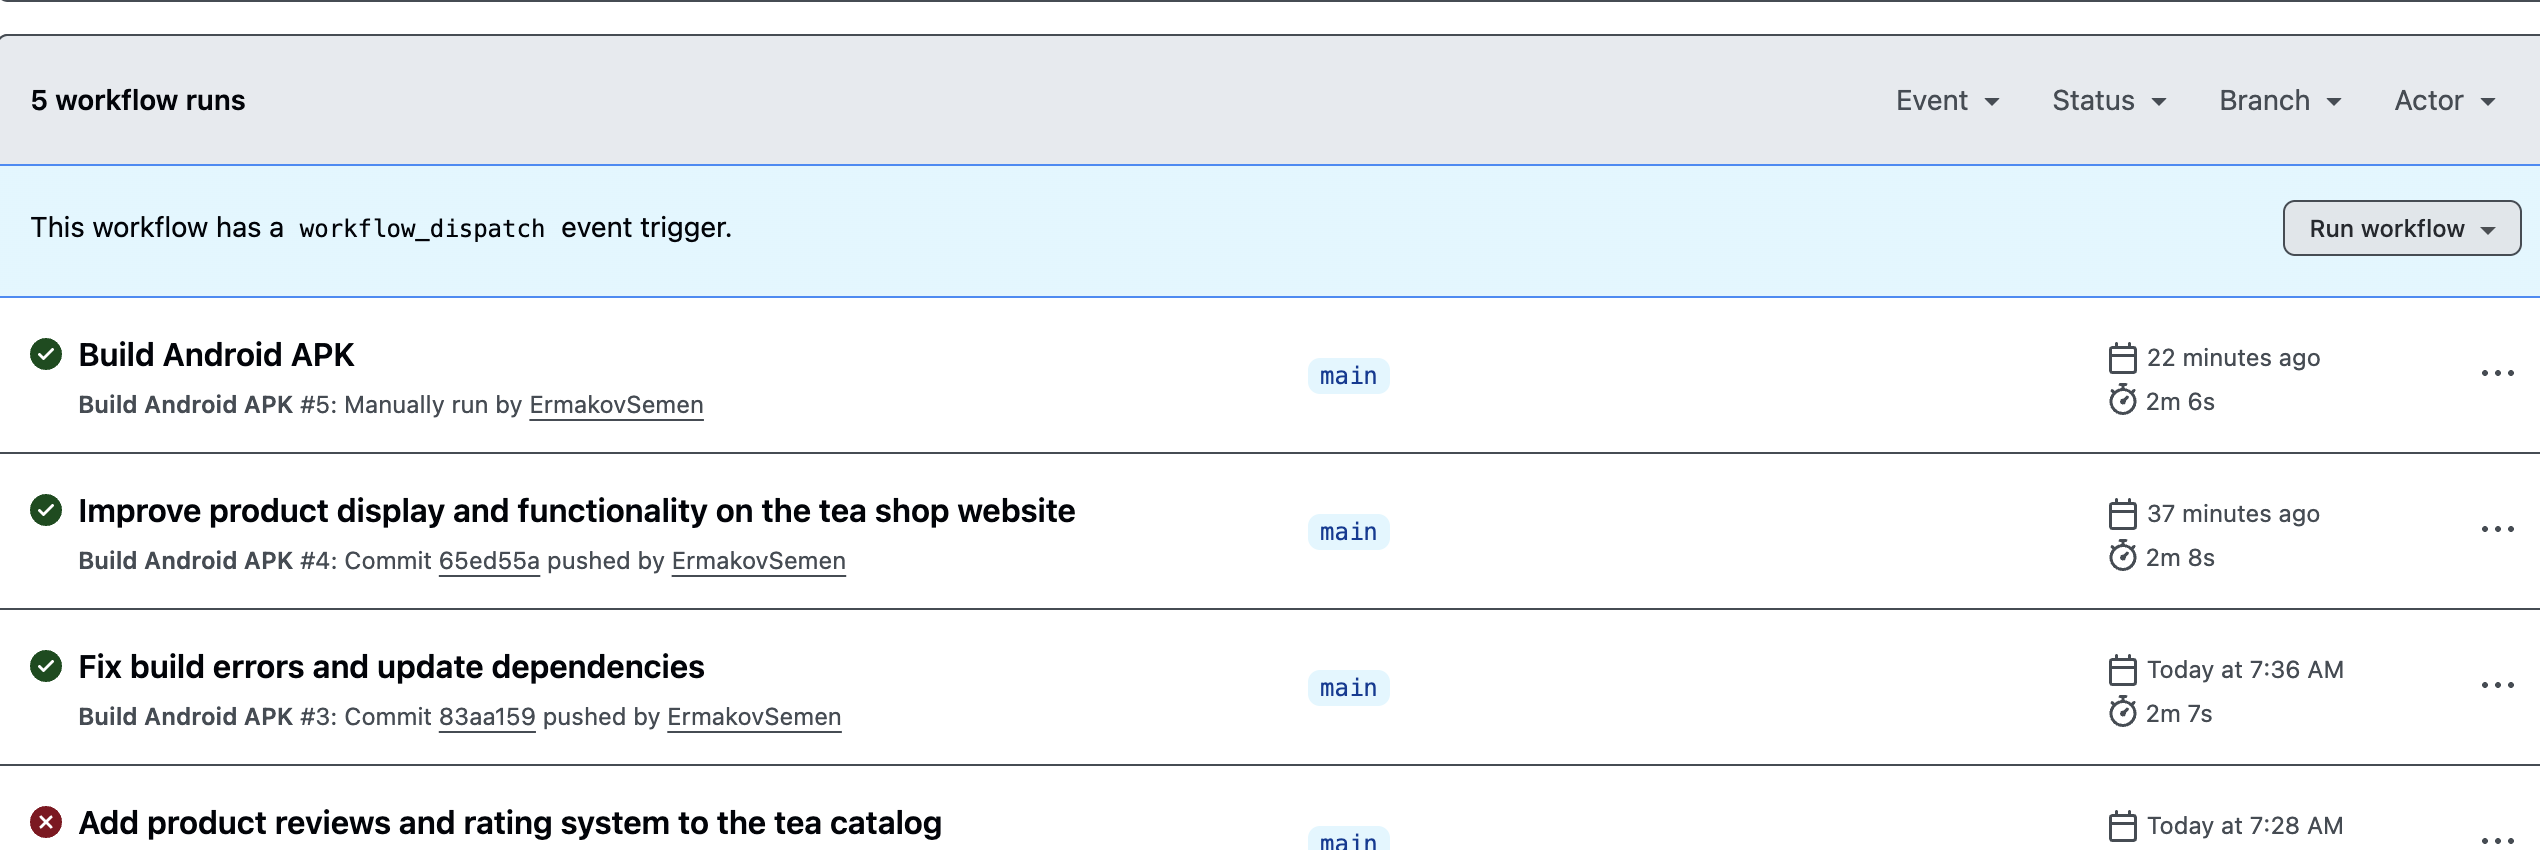 5 workflow runs
Event Status Branch Actor
This workflow has a workflow_dispatch event trigger.
Run workflow
Build Android APK
Build Android APK #5: Manually run by ErmakovSemen
main
22 minutes ago
2m 6s
Improve product display and functionality on the tea shop website
Build Android APK #4: Commit 65ed55a pushed by ErmakovSemen
main
37 minutes ago
2m 8s
Fix build errors and update dependencies
Build Android APK #3: Commit 83aa159 pushed by ErmakovSemen
main
Today at 7:36 AM
2m 7s
Add product reviews and rating system to the tea catalog
main
Today at 7:28 AM